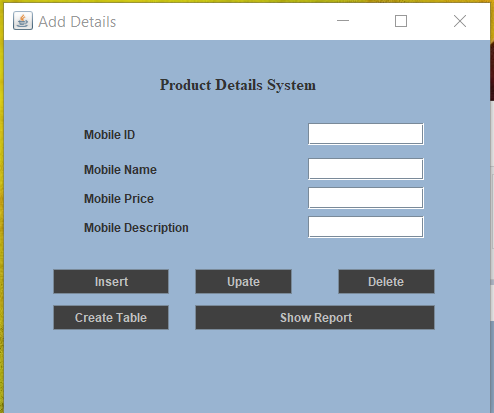 Add Details
Product Details System
Mobile ID
Mobile Name
Mobile Price
Mobile Description
Insert Upate Delete
Create Table Show Report